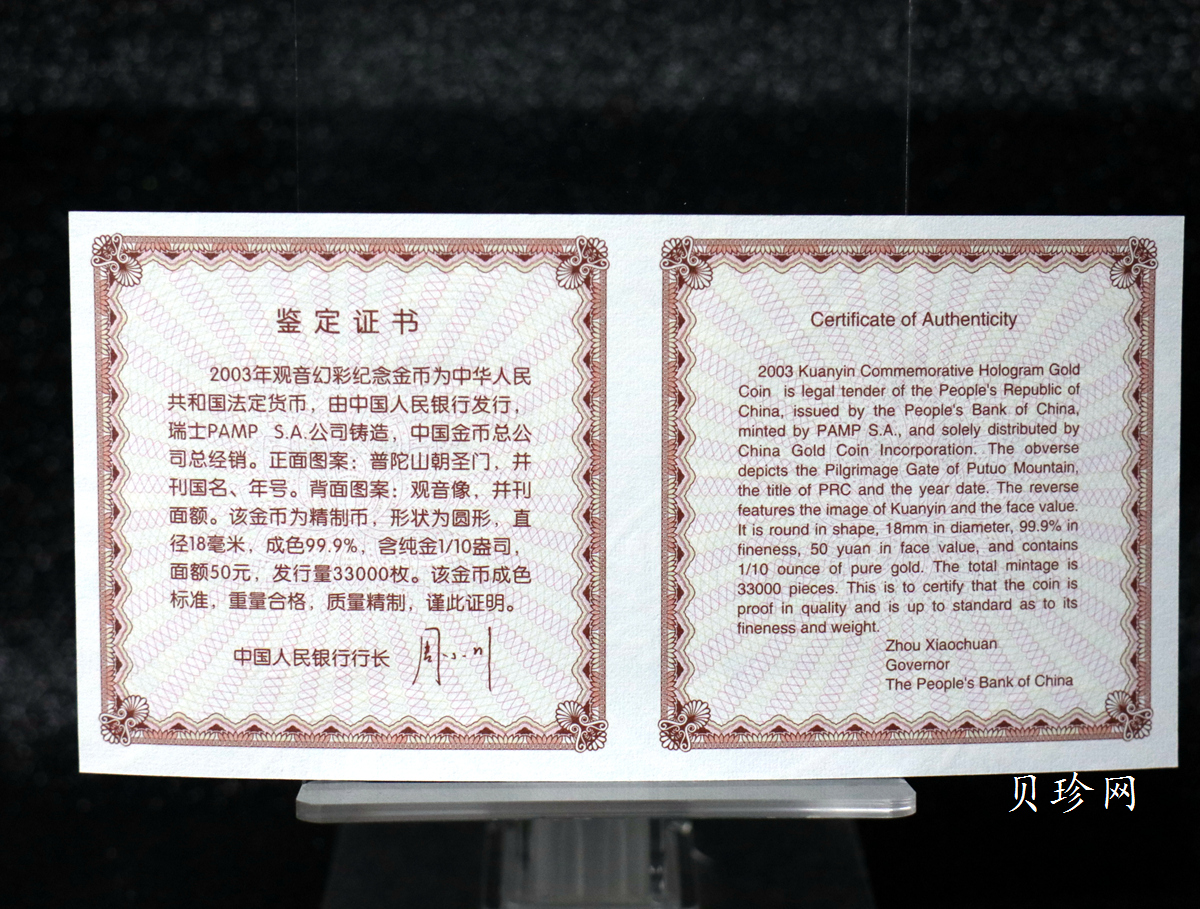 鉴定证书
2003年观音幻彩纪念金币为中华人民
共和国法定货币，由中国人民银行发行，
瑞士PAMP S.A.公司铸造，中国金币总公
司总经销。正面图案：普陀山朝圣门，并
刊国名、年号。背面图案：观音像，并刊
面额。该金币为精制币，形状为圆形，直
径18毫米，成色99.9%，含纯金1/10盎司，
面额50元，发行量33000枚。该金币成色
标准，重量合格，质量精制，谨此证明。
中国人民银行行长 周小川
Certificate of Authenticity
2003 Kuanyin Commemorative Hologram Gold
Coin is legal tender of the People's Republic of
China, issued by the People's Bank of China,
minted by PAMP S.A., and solely distributed by
China Gold Coin Incorporation. The obverse
depicts the Pilgrimage Gate of Putuo Mountain,
the title of PRC and the year date. The reverse
features the image of Kuanyin and the face value.
It is round in shape, 18mm in diameter, 99.9% in
fineness, 50 yuan in face value, and contains
1/10 ounce of pure gold. The total mintage is
33000 pieces. This is to certify that the coin is
proof in quality and is up to standard as to its
fineness and weight.
Zhou Xiaochuan
Governor
The People's Bank of China
贝珍网